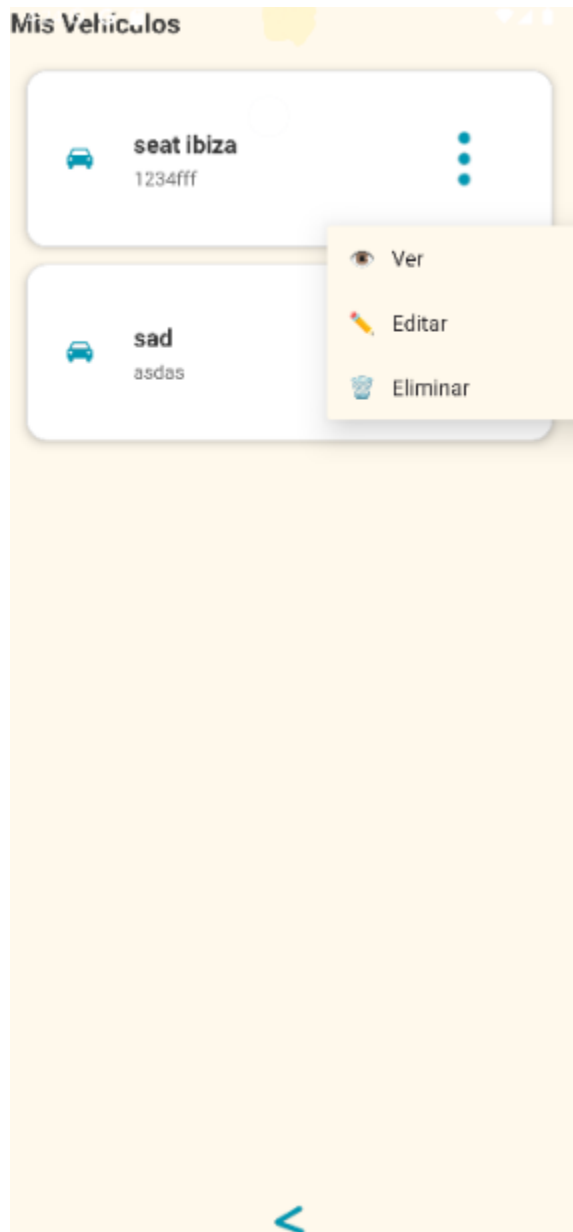 Mis Vehículos
seat ibiza
1234fff
Ver
Editar
sad
asdas
Eliminar